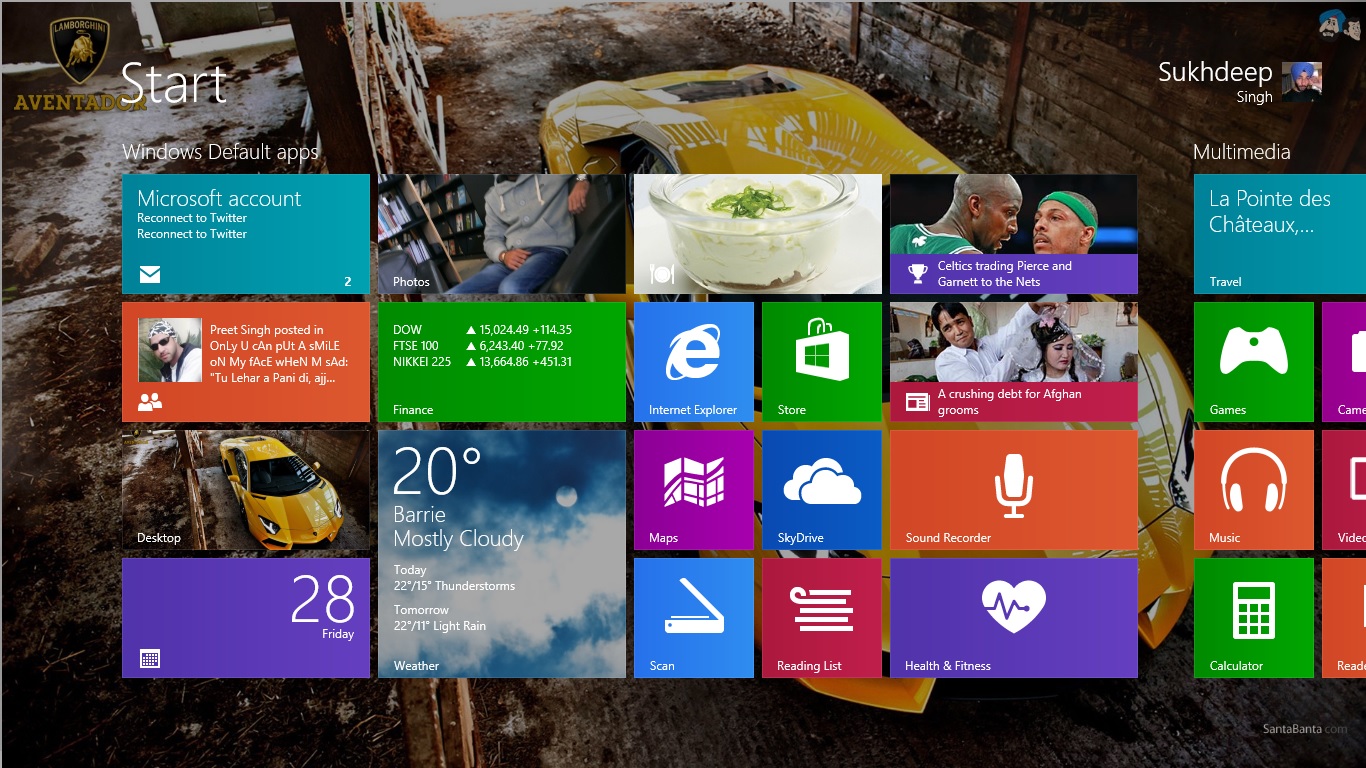 LAMBORGHINI
AVENTADOR
Start
Sukhdeep
Singh
Windows Default apps
Multimedia
Microsoft account
Reconnect to Twitter
Reconnect to Twitter
2
Photos
Celtics trading Pierce and
Garnett to the Nets
La Pointe des
Châteaux,...
Travel
Preet Singh posted in
OnLy U cAn pUt A sMiLE
oN My fAcE wHeN M sAd:
"Tu Lehar a Pani di, ajj...
DOW ▲ 15,024.49 +114.35
FTSE 100 ▲ 6,243.40 +77.92
NIKKEI 225 ▲ 13,664.86 +451.31
Finance
Internet Explorer
Store
A crushing debt for Afghan
grooms
Games
Came
Desktop
20°
Barrie
Mostly Cloudy
Today
22°/15° Thunderstorms
Tomorrow
22°/11° Light Rain
Weather
Maps
SkyDrive
Sound Recorder
Music
Video
28
Friday
Scan
Reading List
Health & Fitness
Calculator
Reade
SantaBanta.com